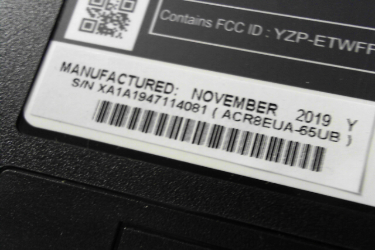 Contains FCC ID : YZP-ETWFF
MANUFACTURED: NOVEMBER 2019 Y
S/N XA1A1947114081 ( ACR8EUA-65UB )